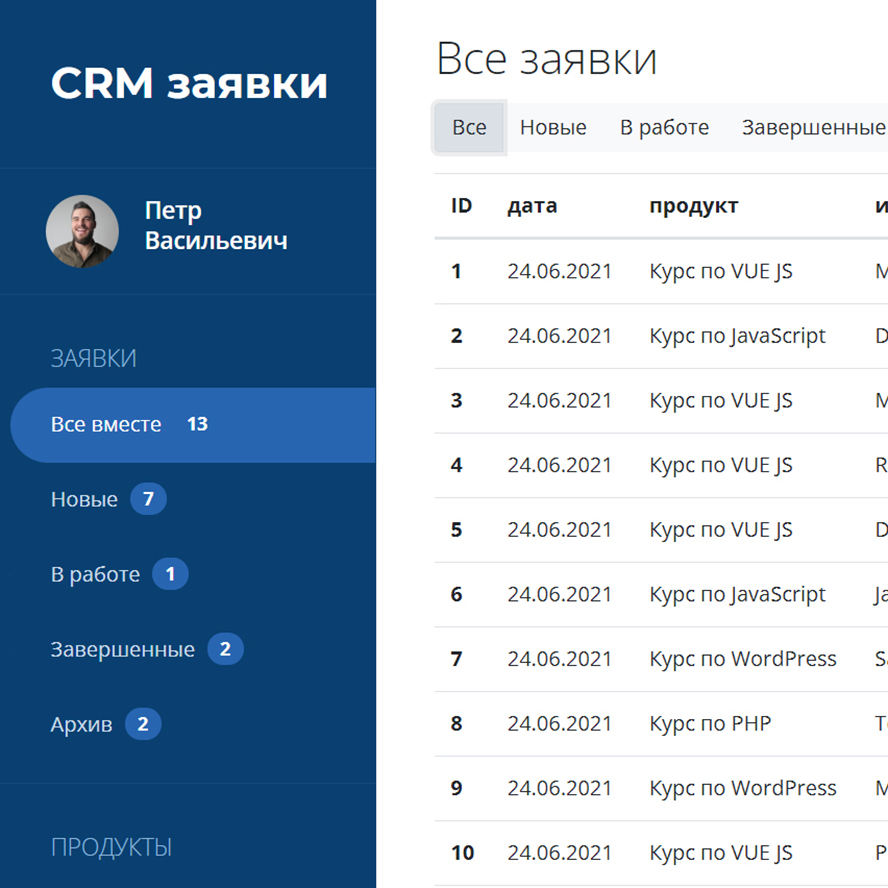 CRM заявки
Петр
Васильевич
ЗАЯВКИ
Все вместе 13
Новые 7
В работе 1
Завершенные 2
Архив 2
ПРОДУКТЫ
Все заявки
Все Новые В работе Завершенные
ID дата продукт
1 24.06.2021 Курс по VUE JS
2 24.06.2021 Курс по JavaScript
3 24.06.2021 Курс по VUE JS
4 24.06.2021 Курс по VUE JS
5 24.06.2021 Курс по VUE JS
6 24.06.2021 Курс по JavaScript
7 24.06.2021 Курс по WordPress
8 24.06.2021 Курс по PHP
9 24.06.2021 Курс по WordPress
10 24.06.2021 Курс по VUE JS